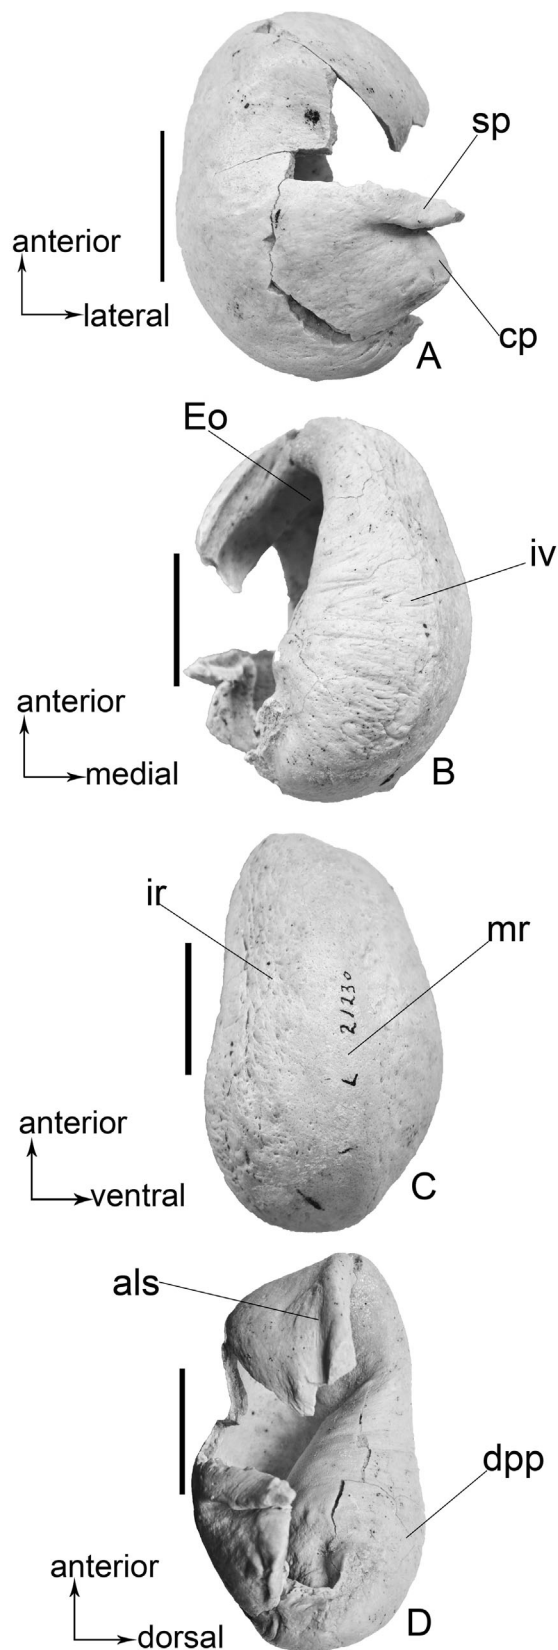 sp
anterior
lateral
cp
A
Eo
iv
anterior
medial
B
ir
mr
21230
L
anterior
ventral
C
als
dpp
anterior
dorsal
D